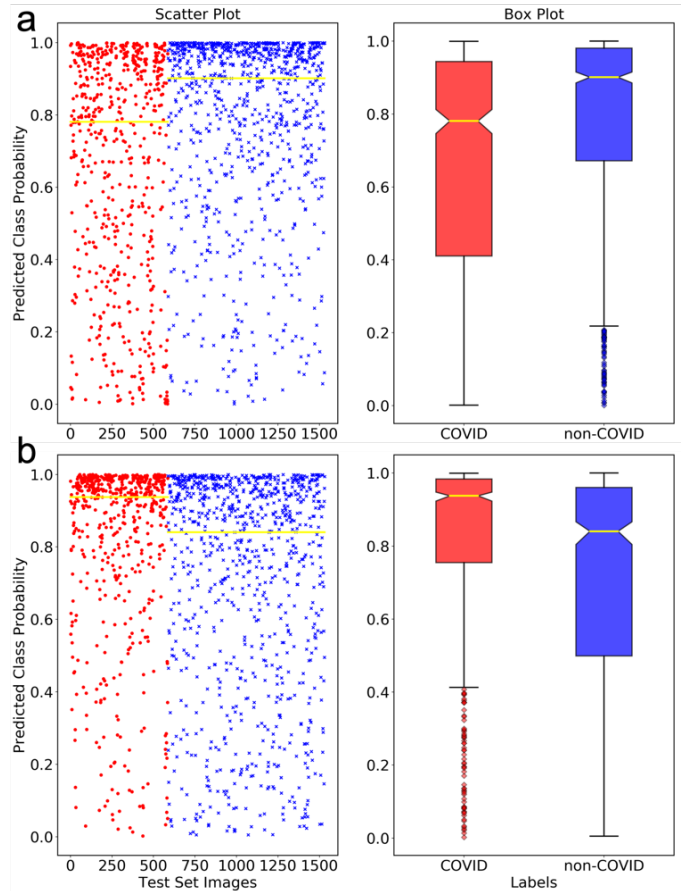 a
Scatter Plot
Box Plot
Predicted Class Probability
1.0
0.8
0.6
0.4
0.2
0.0
0 250 500 750 1000 1250 1500
1.0
0.8
0.6
0.4
0.2
0.0
COVID non-COVID
b
Predicted Class Probability
1.0
0.8
0.6
0.4
0.2
0.0
0 250 500 750 1000 1250 1500
Test Set Images
1.0
0.8
0.6
0.4
0.2
0.0
COVID non-COVID
Labels